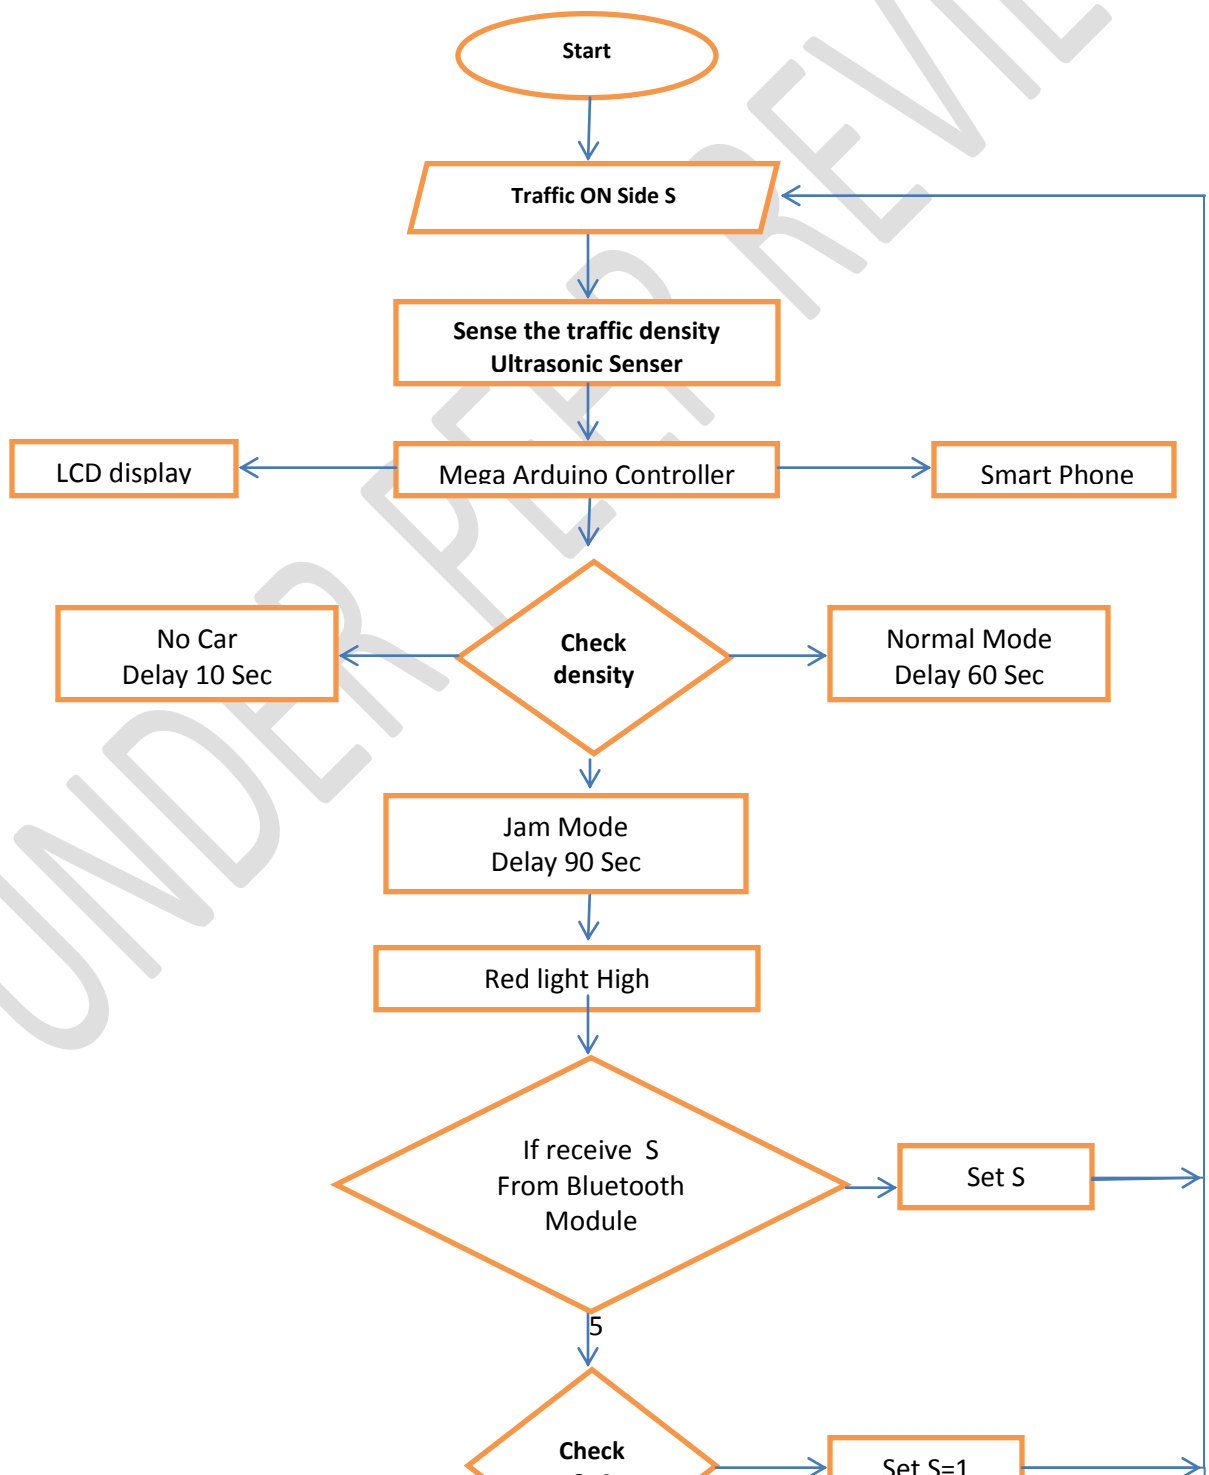 Start
Traffic ON Side S
Sense the traffic density
Ultrasonic Senser
LCD display
Mega Arduino Controller
Smart Phone
No Car
Delay 10 Sec
Check
density
Normal Mode
Delay 60 Sec
Jam Mode
Delay 90 Sec
Red light High
If receive S
From Bluetooth
Module
Set S
5
Check
Set S=1
UNDER PEER REVIE